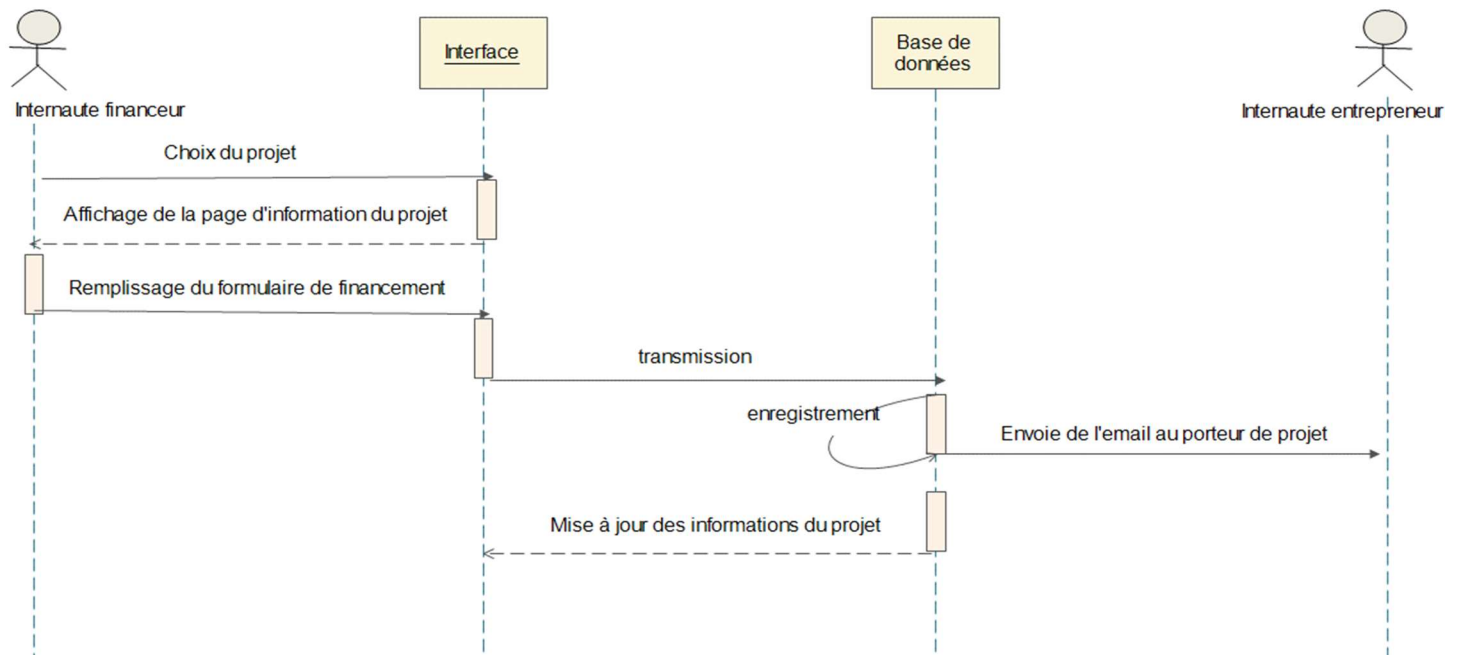 Interface
Base de
données
Internaute financeur
Internaute entrepreneur
Choix du projet
Affichage de la page d'information du projet
Remplissage du formulaire de financement
transmission
enregistrement
Envoie de l'email au porteur de projet
Mise à jour des informations du projet